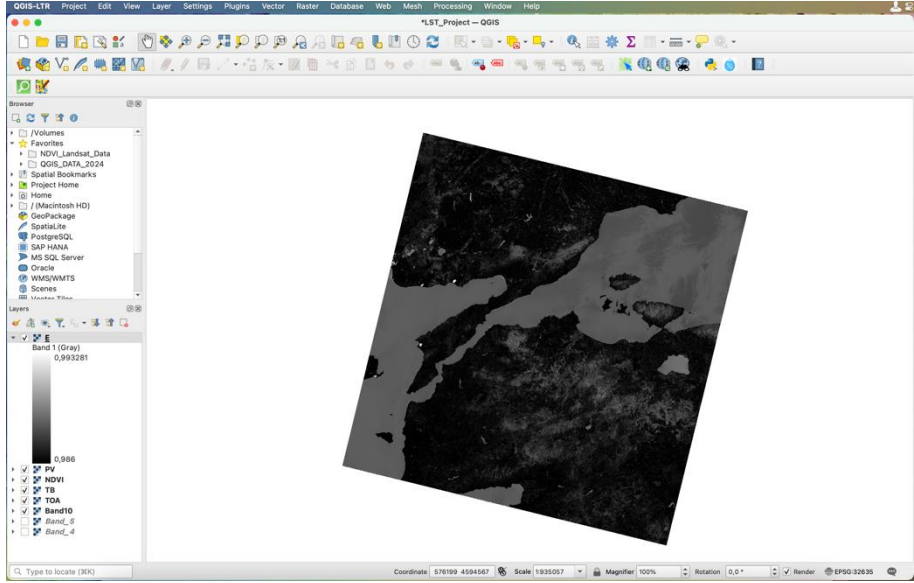 QGIS-LTR Project Edit View Layer Settings Plugins Vector Raster Database Web Mesh Processing Window Help
*LST_Project — QGIS
Browser
/Volumes
Favorites
NDVI_Landsat_Data
QGIS_DATA_2024
Spatial Bookmarks
Project Home
Home
/ (Macintosh HD)
GeoPackage
SpatiaLite
PostgreSQL
SAP HANA
MS SQL Server
Oracle
WMS/WMTS
Scenes
Vector Tiles
Layers
E
Band 1 (Gray)
0,993281
0,986
PV
NDVI
TB
TOA
Band10
Band_5
Band_4
Type to locate (⌘K) Coordinate 576199 4594567 Scale 1:935057 Magnifier 100% Rotation 0,0 ° Render EPSG:32635